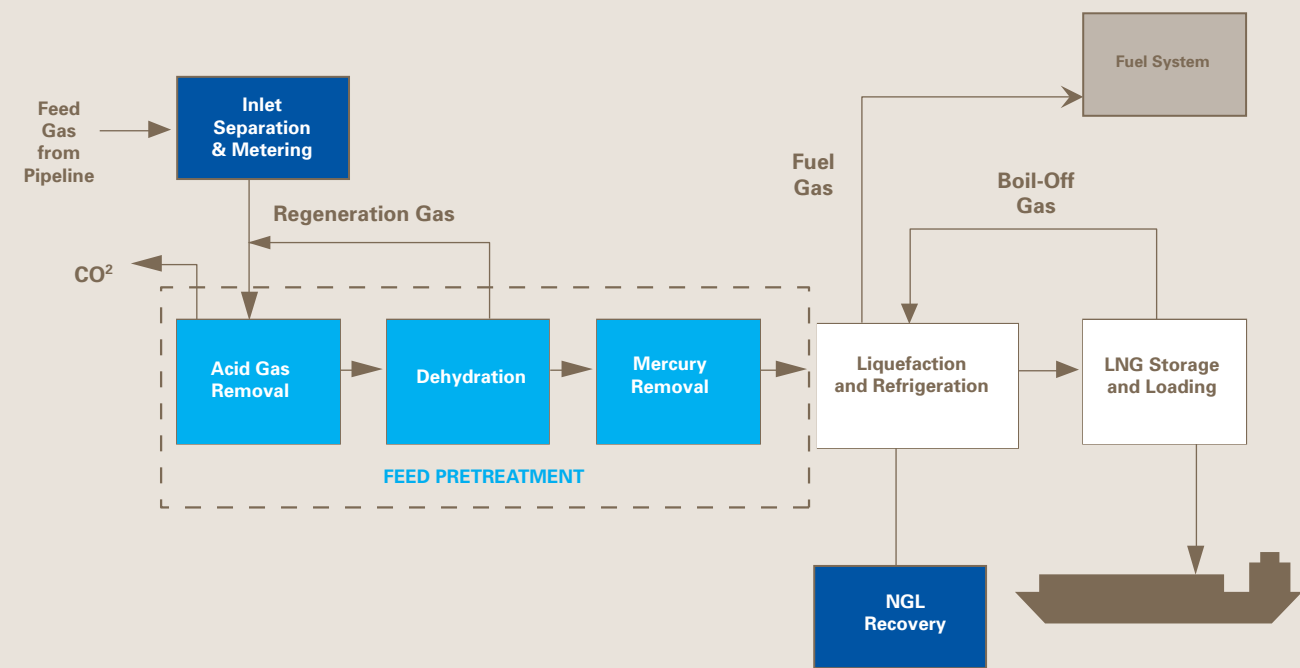 Fuel System
Inlet
Separation
& Metering
Feed
Gas
from
Pipeline
Fuel
Gas
Boil-Off
Gas
Regeneration Gas
CO²
Acid Gas
Removal
Dehydration
Mercury
Removal
Liquefaction
and Refrigeration
LNG Storage
and Loading
FEED PRETREATMENT
NGL
Recovery